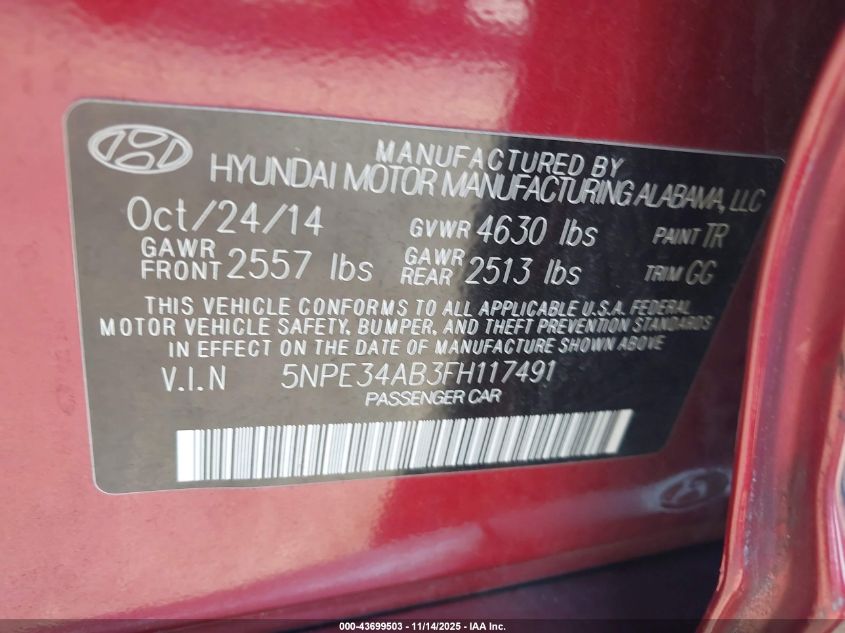 MANUFACTURED BY
HYUNDAI MOTOR MANUFACTURING ALABAMA, LLC
Oct/24/14 GVWR 4630 lbs PAINT TR
GAWR FRONT 2557 lbs GAWR REAR 2513 lbs TRIM GG
THIS VEHICLE CONFORMS TO ALL APPLICABLE U.S.A. FEDERAL
MOTOR VEHICLE SAFETY, BUMPER, AND THEFT PREVENTION STANDARDS
IN EFFECT ON THE DATE OF MANUFACTURE SHOWN ABOVE
V.I.N 5NPE34AB3FH117491
PASSENGER CAR
000-43699503 - 11/14/2025 - IAA Inc.